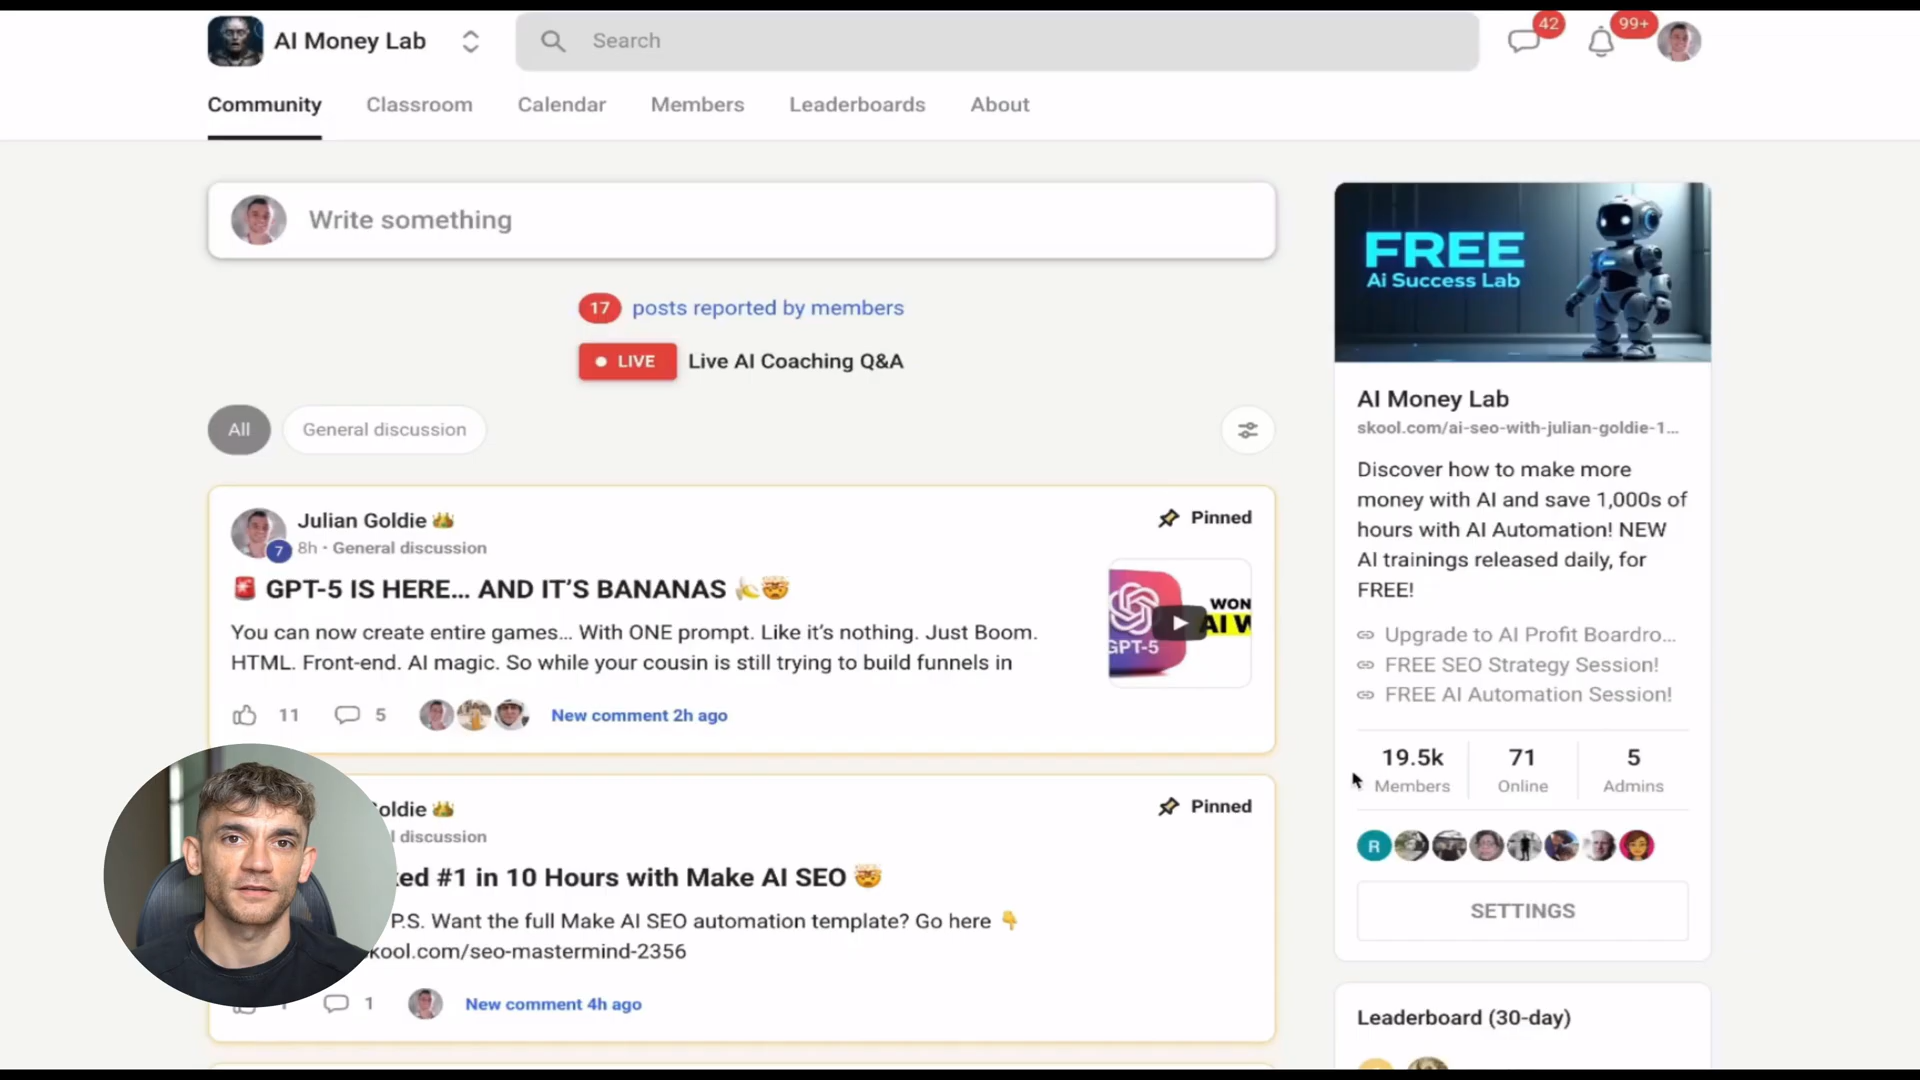 AI Money Lab
Search
42
99+
Community
Classroom
Calendar
Members
Leaderboards
About
Write something
17 posts reported by members
LIVE Live AI Coaching Q&A
All
General discussion
Julian Goldie 👑
7
8h · General discussion
Pinned
🚨 GPT-5 IS HERE... AND IT'S BANANAS 🍌🤯
You can now create entire games... With ONE prompt. Like it's nothing. Just Boom.
HTML. Front-end. AI magic. So while your cousin is still trying to build funnels in
GPT-5
AI
11
5
New comment 2h ago
Goldie 👑
discussion
Pinned
#1 in 10 Hours with Make AI SEO 🤯
P.S. Want the full Make AI SEO automation template? Go here 👇
kool.com/seo-mastermind-2356
1
New comment 4h ago
FREE
Ai Success Lab
AI Money Lab
skool.com/ai-seo-with-julian-goldie-1...
Discover how to make more
money with AI and save 1,000s of
hours with AI Automation! NEW
AI trainings released daily, for
FREE!
Upgrade to AI Profit Boardro...
FREE SEO Strategy Session!
FREE AI Automation Session!
19.5k
Members
71
Online
5
Admins
R
SETTINGS
Leaderboard (30-day)